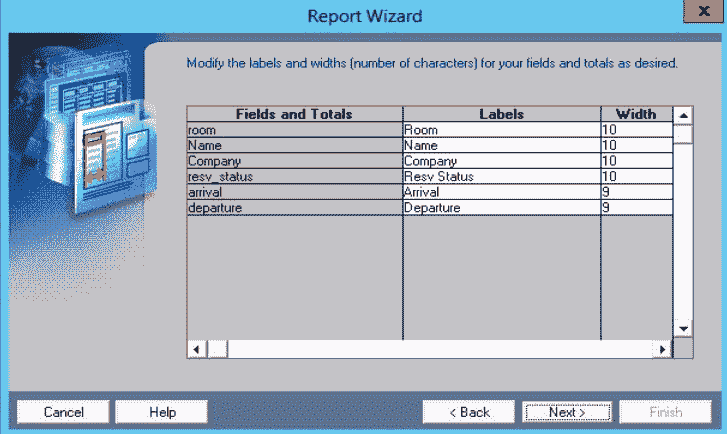 Report Wizard
x
Modify the labels and widths (number of characters) for your fields and totals as desired.
Fields and Totals Labels Width
room Room 10
Name Name 10
Company Company 10
resv_status Resv Status 10
arrival Arrival 9
departure Departure 9
Cancel Help < Back Next > Finish